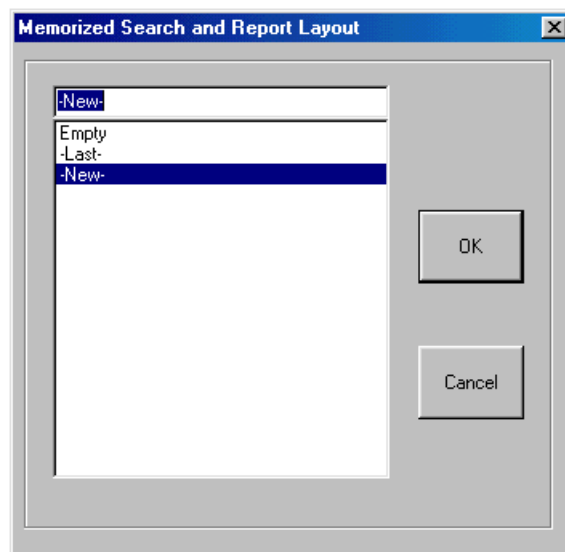 Memorized Search and Report Layout
-New-
Empty
-Last-
-New-
OK
Cancel